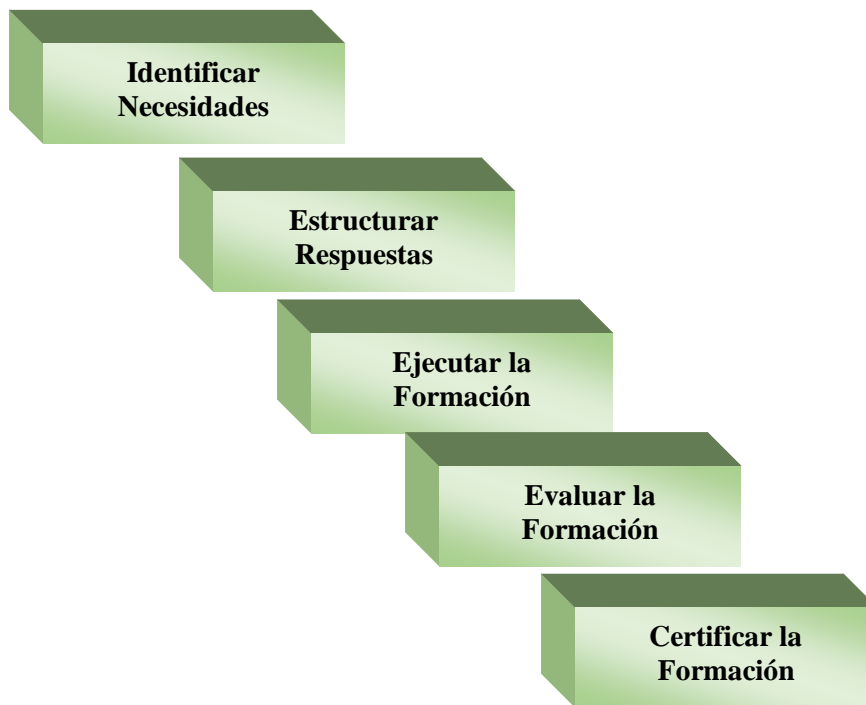 Identificar
Necesidades
Estructurar
Respuestas
Ejecutar la
Formación
Evaluar la
Formación
Certificar la
Formación